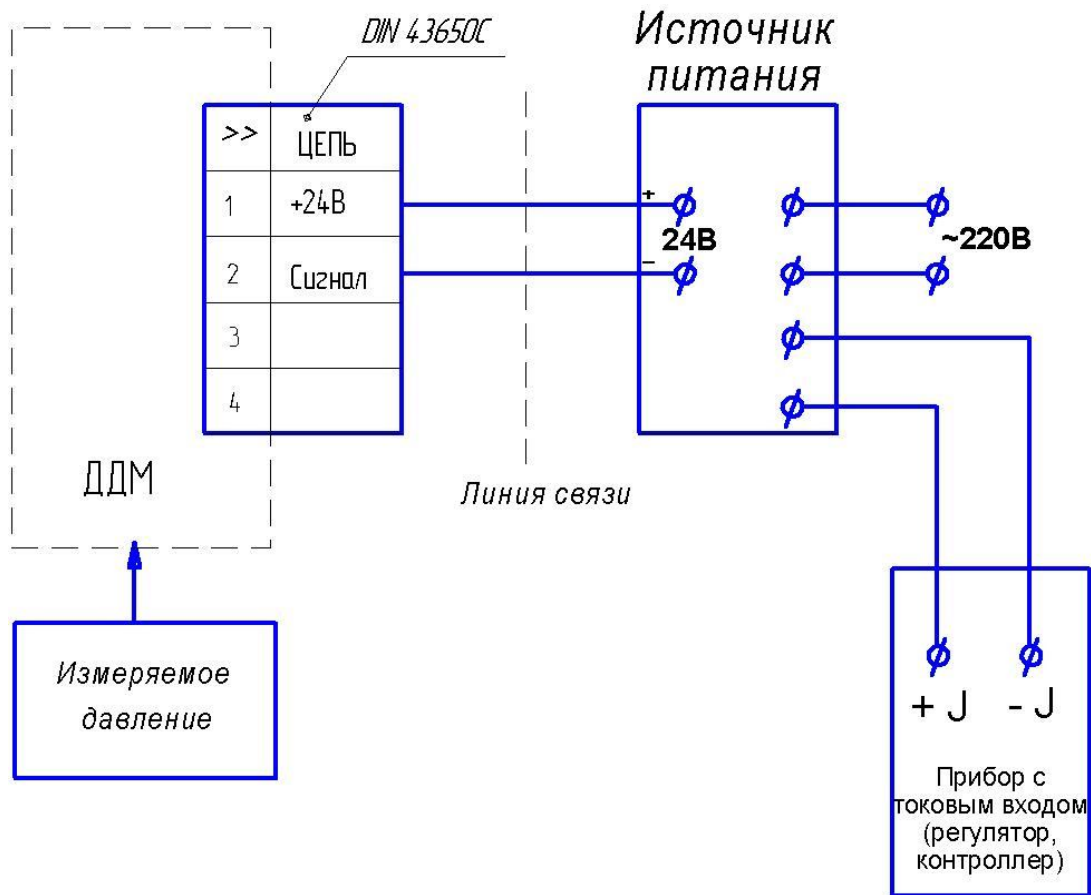 DIN 43650С
Источник
питания
>> ЦЕПЬ
1 +24В
2 Сигнал
3
4
+
24В
−
~220В
ДДМ
Линия связи
Измеряемое
давление
+ J - J
Прибор с
токовым входом
(регулятор,
контроллер)